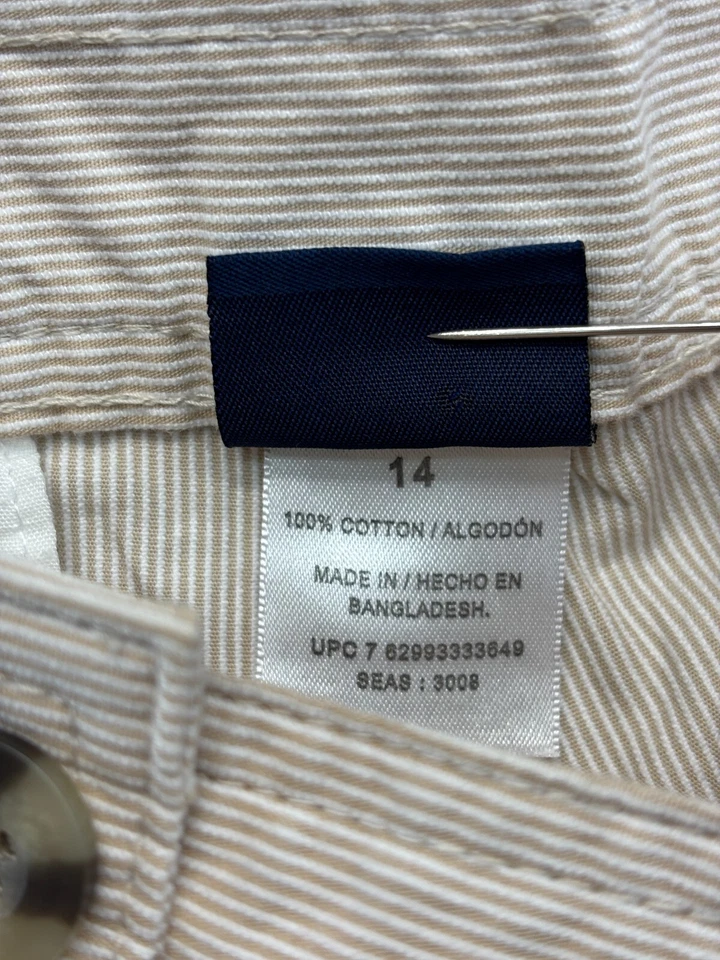 14
100% COTTON / ALGODÓN
MADE IN / HECHO EN
BANGLADESH.
UPC 7 62993333649
SEAS : 3008